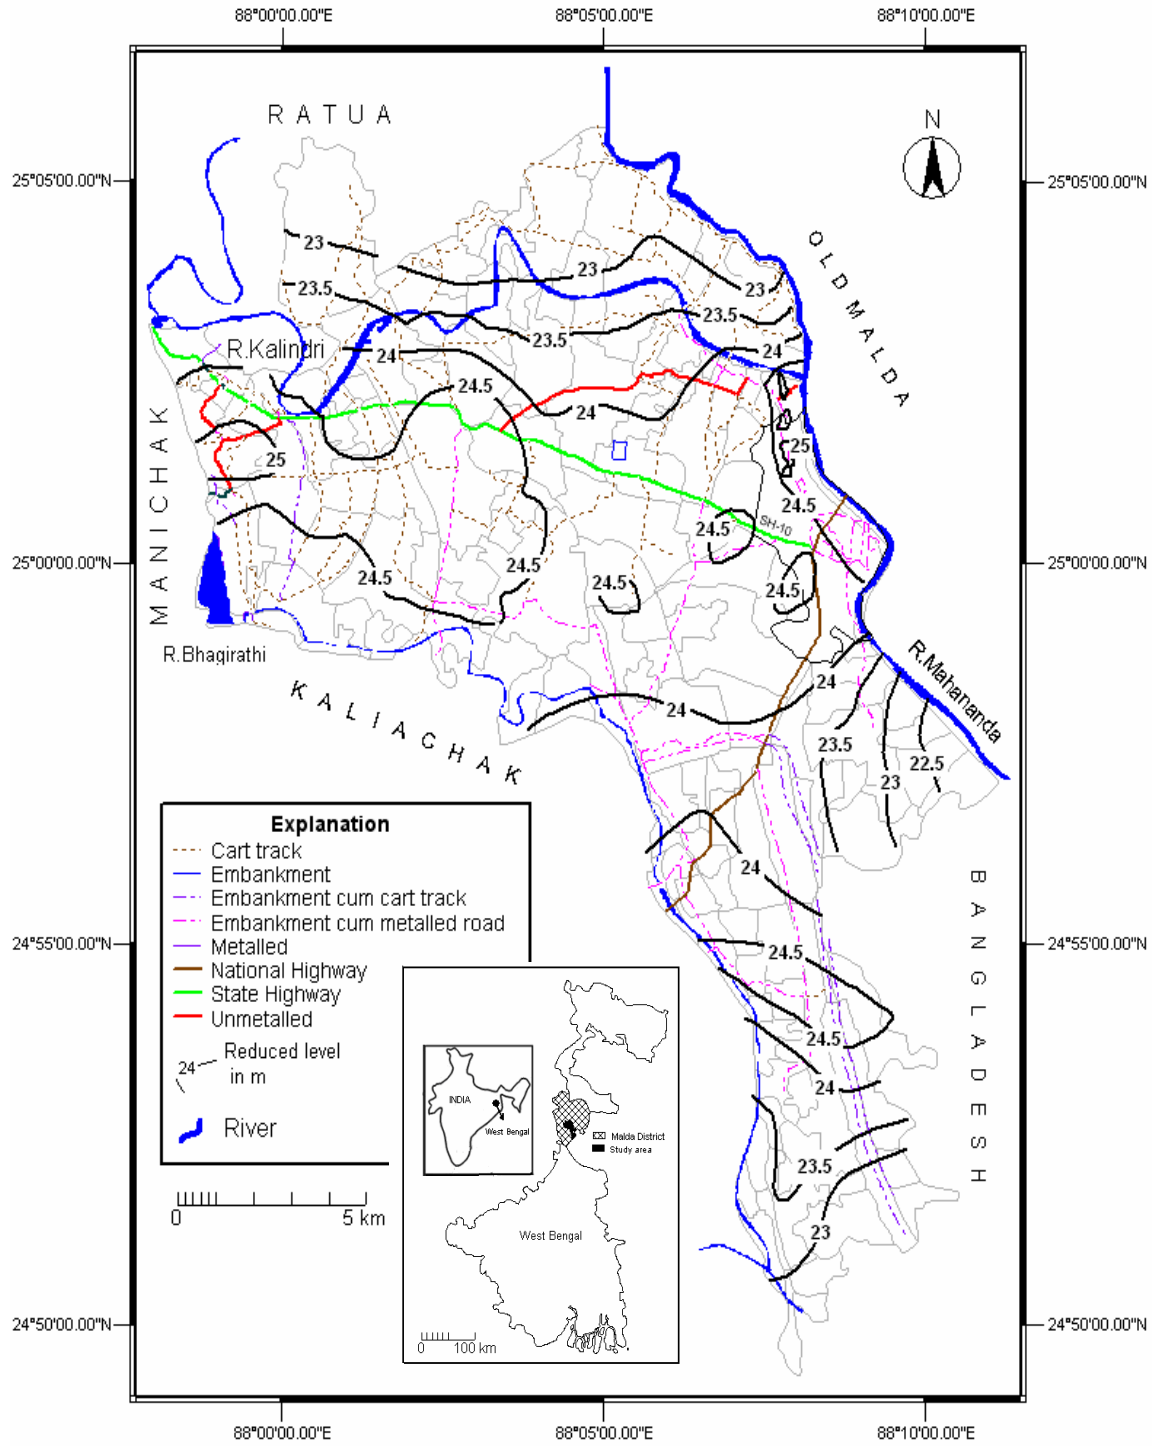 88°00'00.00"E
88°05'00.00"E
88°10'00.00"E
RATUA
N
25°05'00.00"N
25°05'00.00"N
OLD MALDA
23
23
23
23.5
23.5
23.5
R.Kalindri
24
24
24.5
24
MANICHAK
25
25
24.5
SH-10
24.5
25°00'00.00"N
25°00'00.00"N
24.5
24.5
24.5
24.5
R.Bhagirathi
R.Mahananda
KALIACHAK
24
24
23.5
22.5
23
Explanation
Cart track
Embankment
Embankment cum cart track
Embankment cum metalled road
Metalled
National Highway
State Highway
Unmetalled
24
Reduced level
in m
River
0
5 km
24
BANGLADESH
24°55'00.00"N
24°55'00.00"N
24.5
24.5
24
23.5
23
INDIA
West Bengal
Malda District
Study area
West Bengal
0
100 km
24°50'00.00"N
24°50'00.00"N
88°00'00.00"E
88°05'00.00"E
88°10'00.00"E